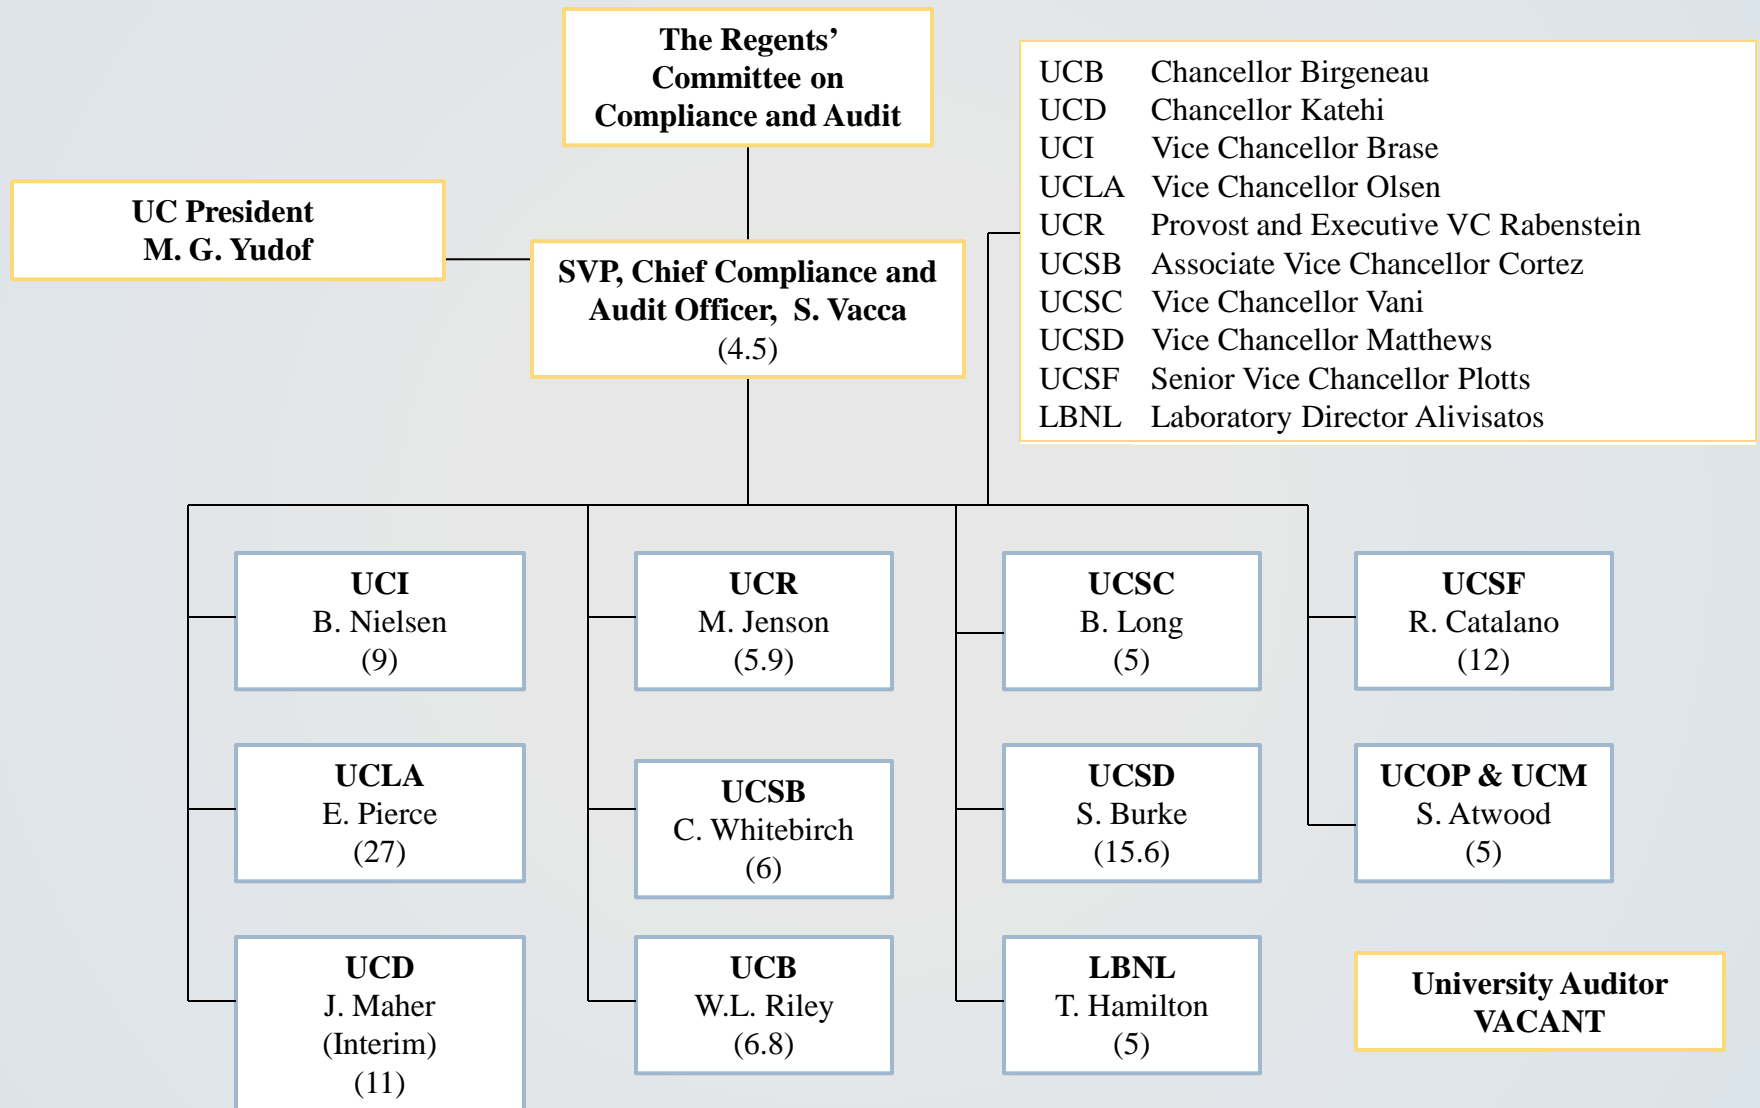 The Regents’
Committee on
Compliance and Audit
UC President
M. G. Yudof
SVP, Chief Compliance and
Audit Officer, S. Vacca
(4.5)
UCB Chancellor Birgeneau
UCD Chancellor Katehi
UCI Vice Chancellor Brase
UCLA Vice Chancellor Olsen
UCR Provost and Executive VC Rabenstein
UCSB Associate Vice Chancellor Cortez
UCSC Vice Chancellor Vani
UCSD Vice Chancellor Matthews
UCSF Senior Vice Chancellor Plotts
LBNL Laboratory Director Alivisatos
UCI
B. Nielsen
(9)
UCR
M. Jenson
(5.9)
UCSC
B. Long
(5)
UCSF
R. Catalano
(12)
UCLA
E. Pierce
(27)
UCSB
C. Whitebirch
(6)
UCSD
S. Burke
(15.6)
UCOP & UCM
S. Atwood
(5)
UCD
J. Maher
(Interim)
(11)
UCB
W.L. Riley
(6.8)
LBNL
T. Hamilton
(5)
University Auditor
VACANT